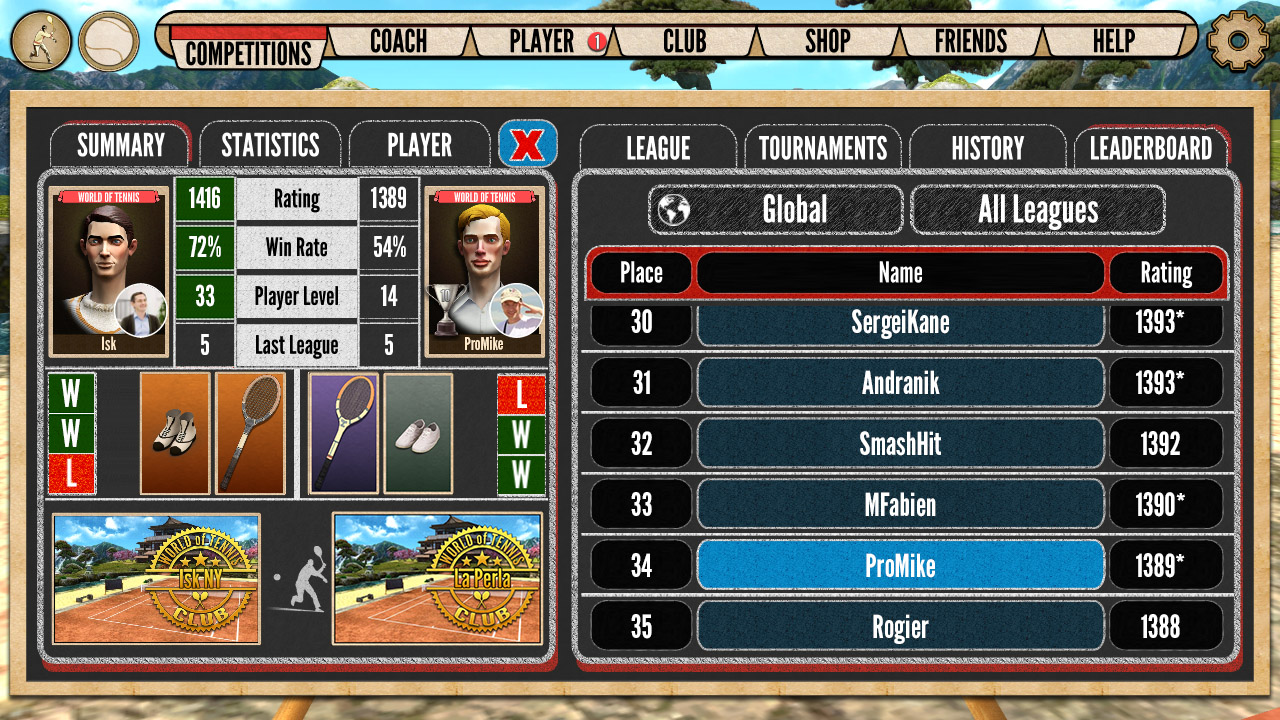 COMPETITIONS
COACH
PLAYER 1
CLUB
SHOP
FRIENDS
HELP
SUMMARY
STATISTICS
PLAYER
X
WORLD OF TENNIS
Isk
1416 Rating 1389
72% Win Rate 54%
33 Player Level 14
5 Last League 5
WORLD OF TENNIS
ProMike
W
W
L
L
W
W
WORLD of TENNIS
Isk NY
CLUB
WORLD of TENNIS
La Perla
CLUB
LEAGUE
TOURNAMENTS
HISTORY
LEADERBOARD
Global
All Leagues
Place Name Rating
30 SergeiKane 1393*
31 Andranik 1393*
32 SmashHit 1392
33 MFabien 1390*
34 ProMike 1389*
35 Rogier 1388